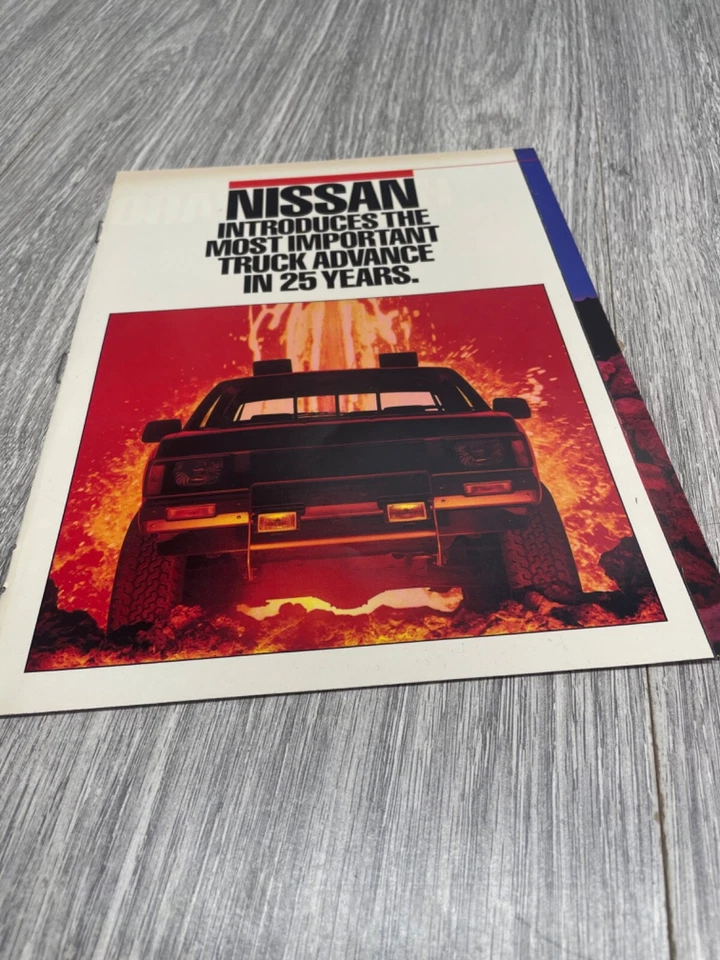 NISSAN
INTRODUCES THE
MOST IMPORTANT
TRUCK ADVANCE
IN 25 YEARS.